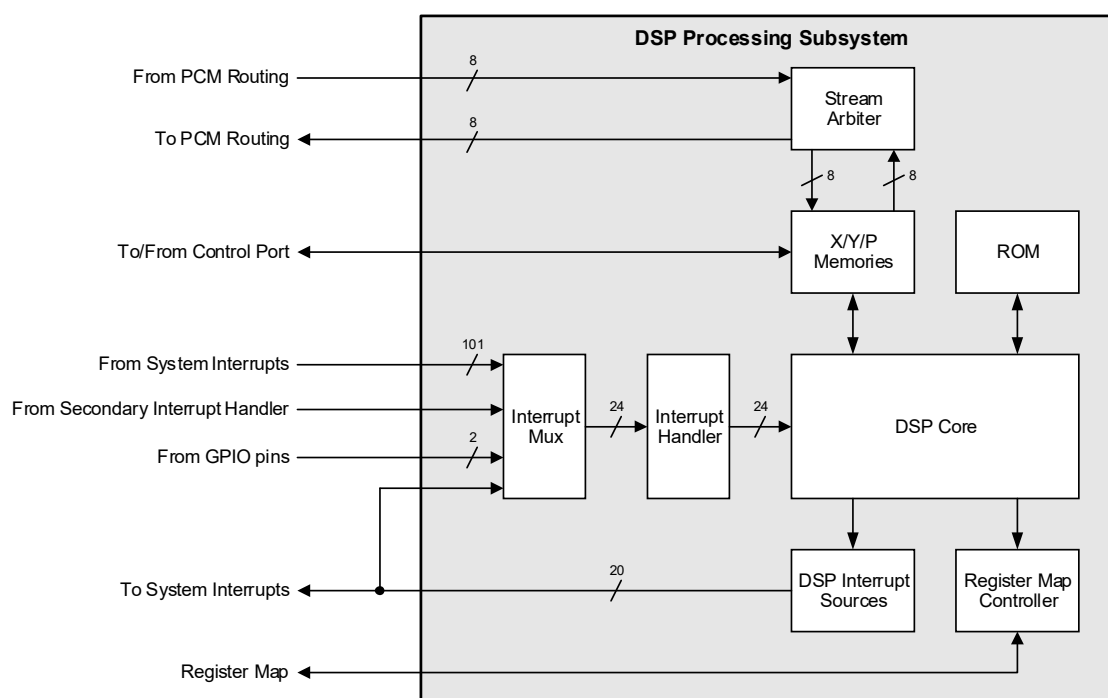 DSP Processing Subsystem
From PCM Routing
8
Stream
Arbiter
To PCM Routing
8
8
8
To/From Control Port
X/Y/P
Memories
ROM
From System Interrupts
101
From Secondary Interrupt Handler
From GPIO pins
2
Interrupt
Mux
24
Interrupt
Handler
24
DSP Core
To System Interrupts
20
DSP Interrupt
Sources
Register Map
Controller
Register Map